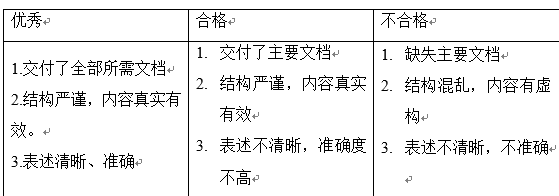 优秀
合格
不合格
1.交付了全部所需文档
2.结构严谨，内容真实有
效。
3.表述清晰、准确
1. 交付了主要文档
2. 结构严谨，内容真实
有效
3. 表述不清晰，准确度
不高
1. 缺失主要文档
2. 结构混乱，内容有虚
构
3. 表述不清晰，不准确